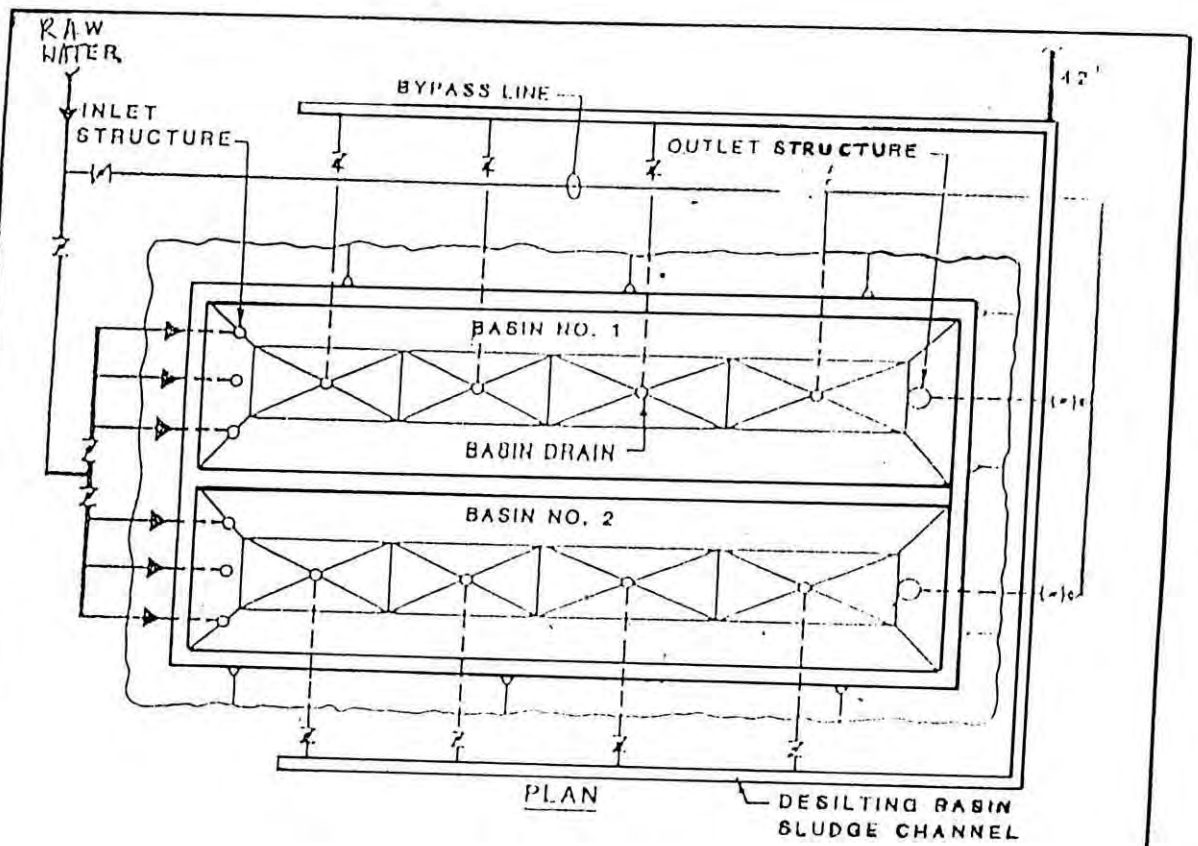 RAW
WATER
INLET
STRUCTURE
BYPASS LINE
OUTLET STRUCTURE
42'
BASIN NO. 1
BASIN DRAIN
BASIN NO. 2
PLAN
DESILTING BASIN
SLUDGE CHANNEL